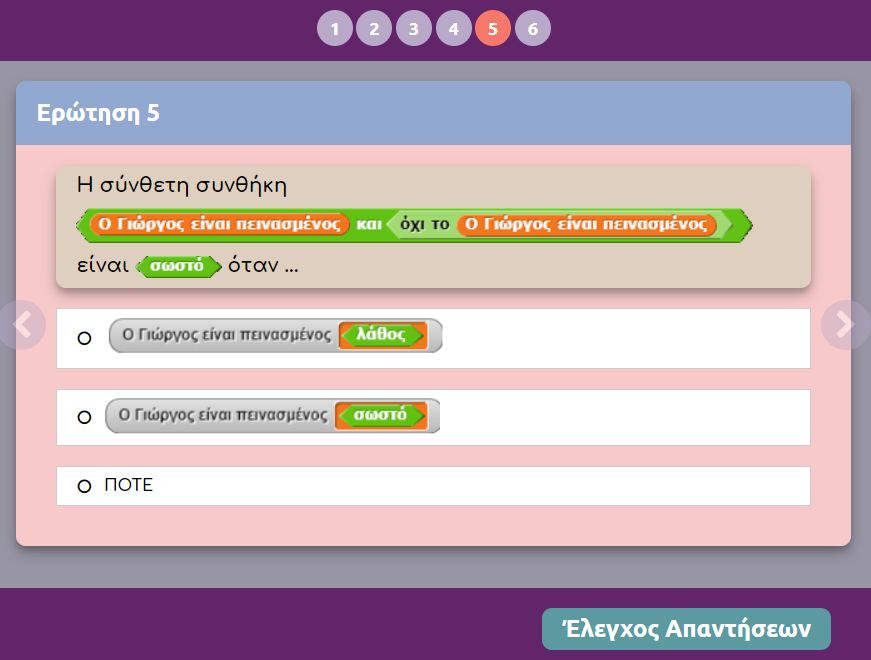 1 2 3 4 5 6
Ερώτηση 5
Η σύνθετη συνθήκη
Ο Γιώργος είναι πεινασμένος και όχι το Ο Γιώργος είναι πεινασμένος
είναι σωστό όταν ...
Ο Γιώργος είναι πεινασμένος λάθος
Ο Γιώργος είναι πεινασμένος σωστό
ΠΟΤΕ
Έλεγχος Απαντήσεων